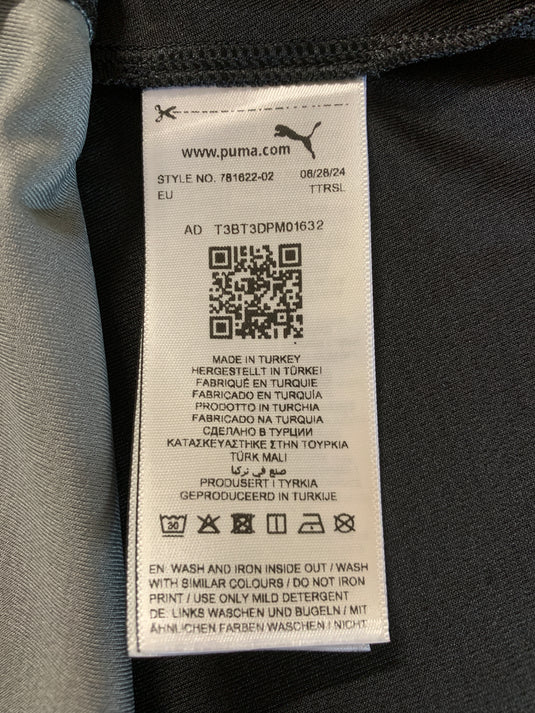 www.puma.com
STYLE NO. 781622-02 08/28/24
EU TTRSL
AD T3BT3DPM01632
MADE IN TURKEY
HERGESTELLT IN TÜRKEI
FABRIQUÉ EN TURQUIE
FABRICADO EN TURQUÍA
PRODOTTO IN TURCHIA
FABRICADO NA TURQUIA
СДЕЛАНО В ТУРЦИИ
ΚΑΤΑΣΚΕΥΑΣΤΗΚΕ ΣΤΗΝ ΤΟΥΡΚΙΑ
TÜRK MALI
صنع في تركيا
PRODUSERT I TYRKIA
GEPRODUCEERD IN TURKIJE
30
EN: WASH AND IRON INSIDE OUT / WASH
WITH SIMILAR COLOURS / DO NOT IRON
PRINT / USE ONLY MILD DETERGENT
DE: LINKS WASCHEN UND BUGELN / MIT
ÄHNLICHEN FARBEN WASCHEN / NICHT